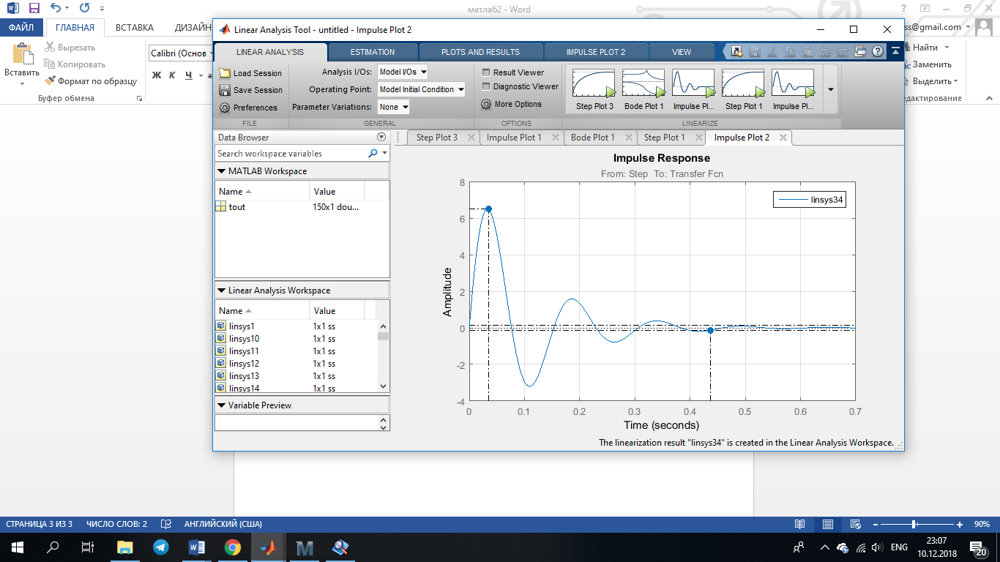 матлаб2 - Word
ФАЙЛ ГЛАВНАЯ ВСТАВКА ДИЗАЙН
ss@gmail.com
Вставить
Вырезать
Копировать
Формат по образцу
Буфер обмена
Calibri (Основ
Ж К Ч
Найти
Заменить
Выделить
едактирование
Linear Analysis Tool - untitled - Impulse Plot 2
LINEAR ANALYSIS ESTIMATION PLOTS AND RESULTS IMPULSE PLOT 2 VIEW
Load Session
Save Session
Preferences
FILE
Analysis I/Os: Model I/Os
Operating Point: Model Initial Condition
Parameter Variations: None
GENERAL
Result Viewer
Diagnostic Viewer
More Options
OPTIONS
Step Plot 3 Bode Plot 1 Impulse Pl... Step Plot 1 Impulse Pl...
LINEARIZE
Data Browser
Search workspace variables
MATLAB Workspace
Name Value
tout 150x1 dou...
Linear Analysis Workspace
Name Value
linsys1 1x1 ss
linsys10 1x1 ss
linsys11 1x1 ss
linsys12 1x1 ss
linsys13 1x1 ss
linsys14 1x1 ss
Variable Preview
Step Plot 3 Impulse Plot 1 Bode Plot 1 Step Plot 1 Impulse Plot 2
Impulse Response
From: Step To: Transfer Fcn
linsys34
Amplitude
8
6
4
2
0
-2
-4
0 0.1 0.2 0.3 0.4 0.5 0.6 0.7
Time (seconds)
The linearization result "linsys34" is created in the Linear Analysis Workspace.
СТРАНИЦА 3 ИЗ 3 ЧИСЛО СЛОВ: 2 АНГЛИЙСКИЙ (США) 90%
ENG
23:07
10.12.2018
20